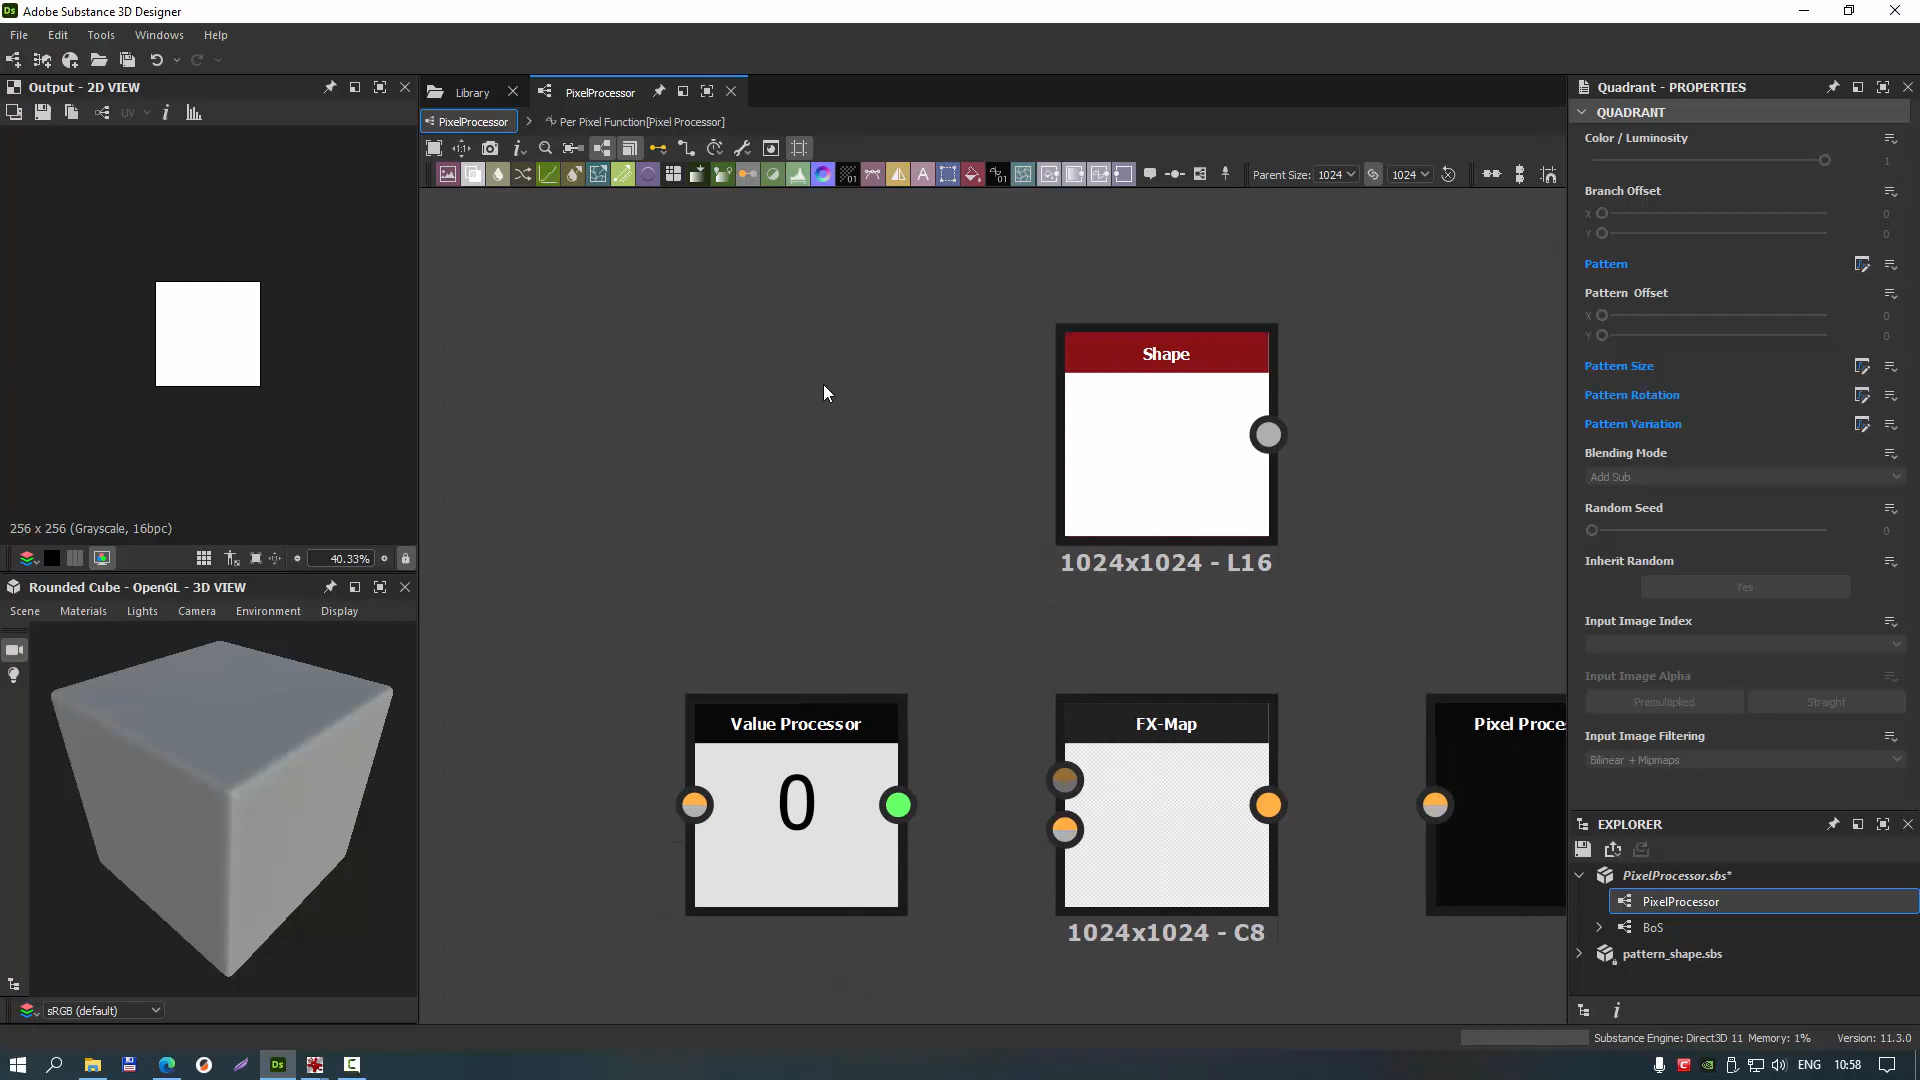 Ds Adobe Substance 3D Designer
File Edit Tools Windows Help
Output - 2D VIEW
UV
256 x 256 (Grayscale, 16bpc)
40.33%
Rounded Cube - OpenGL - 3D VIEW
Scene Materials Lights Camera Environment Display
sRGB (default)
Library PixelProcessor
PixelProcessor > Per Pixel Function[Pixel Processor]
Parent Size: 1024 1024
Shape
1024x1024 - L16
Value Processor
0
FX-Map
1024x1024 - C8
Pixel Proce
Quadrant - PROPERTIES
QUADRANT
Color / Luminosity
1
Branch Offset
X 0
Y 0
Pattern
Pattern Offset
X 0
Y 0
Pattern Size
Pattern Rotation
Pattern Variation
Blending Mode
Add Sub
Random Seed
0
Inherit Random
Yes
Input Image Index
Input Image Alpha
Premultiplied Straight
Input Image Filtering
Bilinear + Mipmaps
EXPLORER
PixelProcessor.sbs*
PixelProcessor
BoS
pattern_shape.sbs
Substance Engine: Direct3D 11 Memory: 1% Version: 11.3.0
Ds ENG 10:58